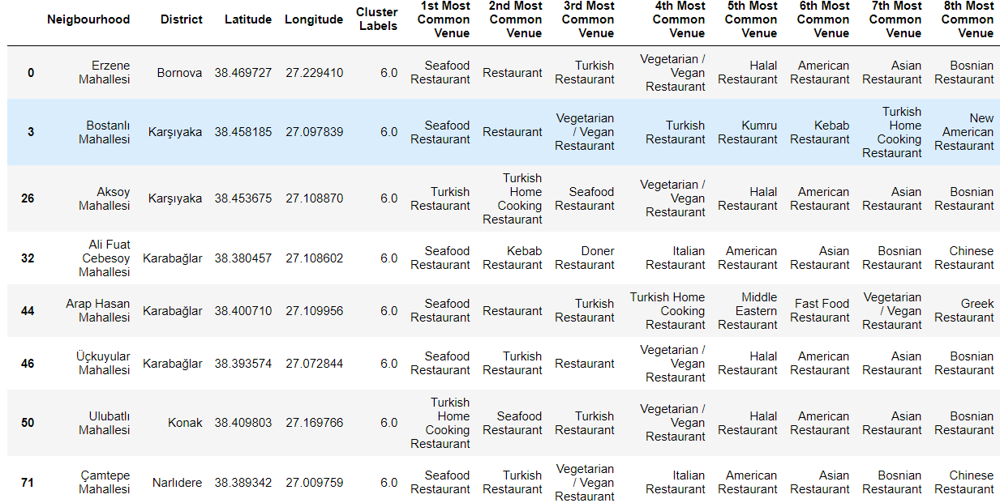 Neigbourhood District Latitude Longitude Cluster Labels 1st Most Common Venue 2nd Most Common Venue 3rd Most Common Venue 4th Most Common Venue 5th Most Common Venue 6th Most Common Venue 7th Most Common Venue 8th Most Common Venue
0 Erzene Mahallesi Bornova 38.469727 27.229410 6.0 Seafood Restaurant Restaurant Turkish Restaurant Vegetarian / Vegan Restaurant Halal Restaurant American Restaurant Asian Restaurant Bosnian Restaurant
3 Bostanlı Mahallesi Karşıyaka 38.458185 27.097839 6.0 Seafood Restaurant Restaurant Vegetarian / Vegan Restaurant Turkish Restaurant Kumru Restaurant Kebab Restaurant Turkish Home Cooking Restaurant New American Restaurant
26 Aksoy Mahallesi Karşıyaka 38.453675 27.108870 6.0 Turkish Restaurant Turkish Home Cooking Restaurant Seafood Restaurant Vegetarian / Vegan Restaurant Halal Restaurant American Restaurant Asian Restaurant Bosnian Restaurant
32 Ali Fuat Cebesoy Mahallesi Karabağlar 38.380457 27.108602 6.0 Seafood Restaurant Kebab Restaurant Doner Restaurant Italian Restaurant American Restaurant Asian Restaurant Bosnian Restaurant Chinese Restaurant
44 Arap Hasan Mahallesi Karabağlar 38.400710 27.109956 6.0 Seafood Restaurant Restaurant Turkish Restaurant Turkish Home Cooking Restaurant Middle Eastern Restaurant Fast Food Restaurant Vegetarian / Vegan Restaurant Greek Restaurant
46 Üçkuyular Mahallesi Karabağlar 38.393574 27.072844 6.0 Seafood Restaurant Turkish Restaurant Restaurant Vegetarian / Vegan Restaurant Halal Restaurant American Restaurant Asian Restaurant Bosnian Restaurant
50 Ulubatlı Mahallesi Konak 38.409803 27.169766 6.0 Turkish Home Cooking Restaurant Seafood Restaurant Turkish Restaurant Vegetarian / Vegan Restaurant Halal Restaurant American Restaurant Asian Restaurant Bosnian Restaurant
71 Çamtepe Mahallesi Narlıdere 38.389342 27.009759 6.0 Seafood Restaurant Turkish Restaurant Vegetarian / Vegan Restaurant Italian Restaurant American Restaurant Asian Restaurant Bosnian Restaurant Chinese Restaurant